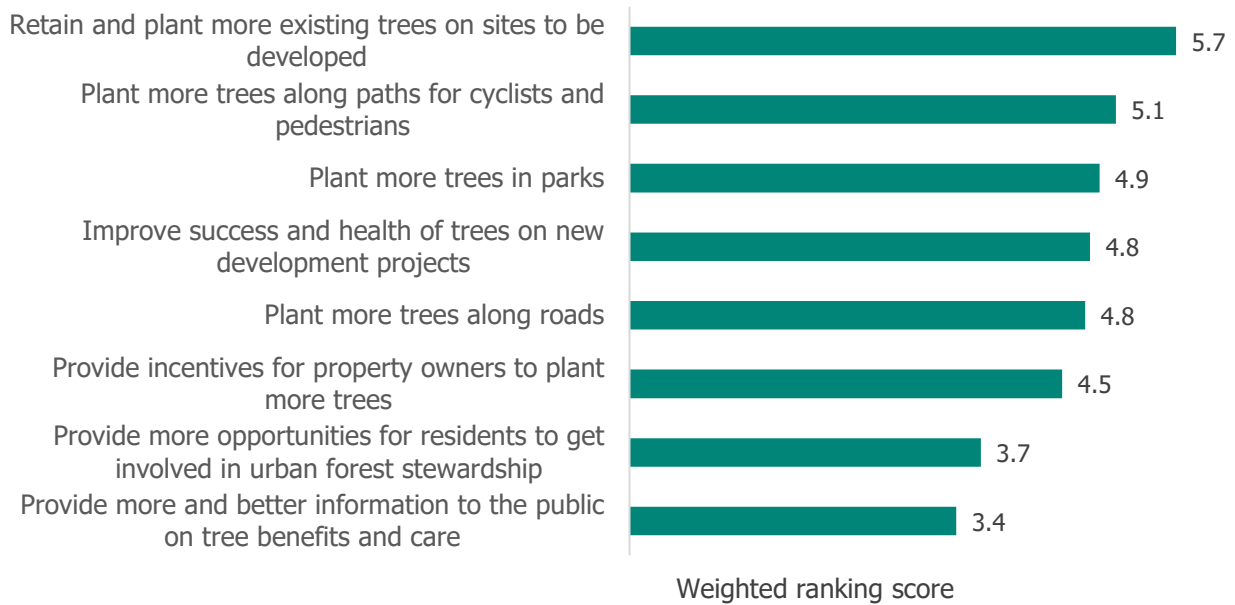 Retain and plant more existing trees on sites to be
developed
5.7
Plant more trees along paths for cyclists and
pedestrians
5.1
Plant more trees in parks
4.9
Improve success and health of trees on new
development projects
4.8
Plant more trees along roads
4.8
Provide incentives for property owners to plant
more trees
4.5
Provide more opportunities for residents to get
involved in urban forest stewardship
3.7
Provide more and better information to the public
on tree benefits and care
3.4
Weighted ranking score